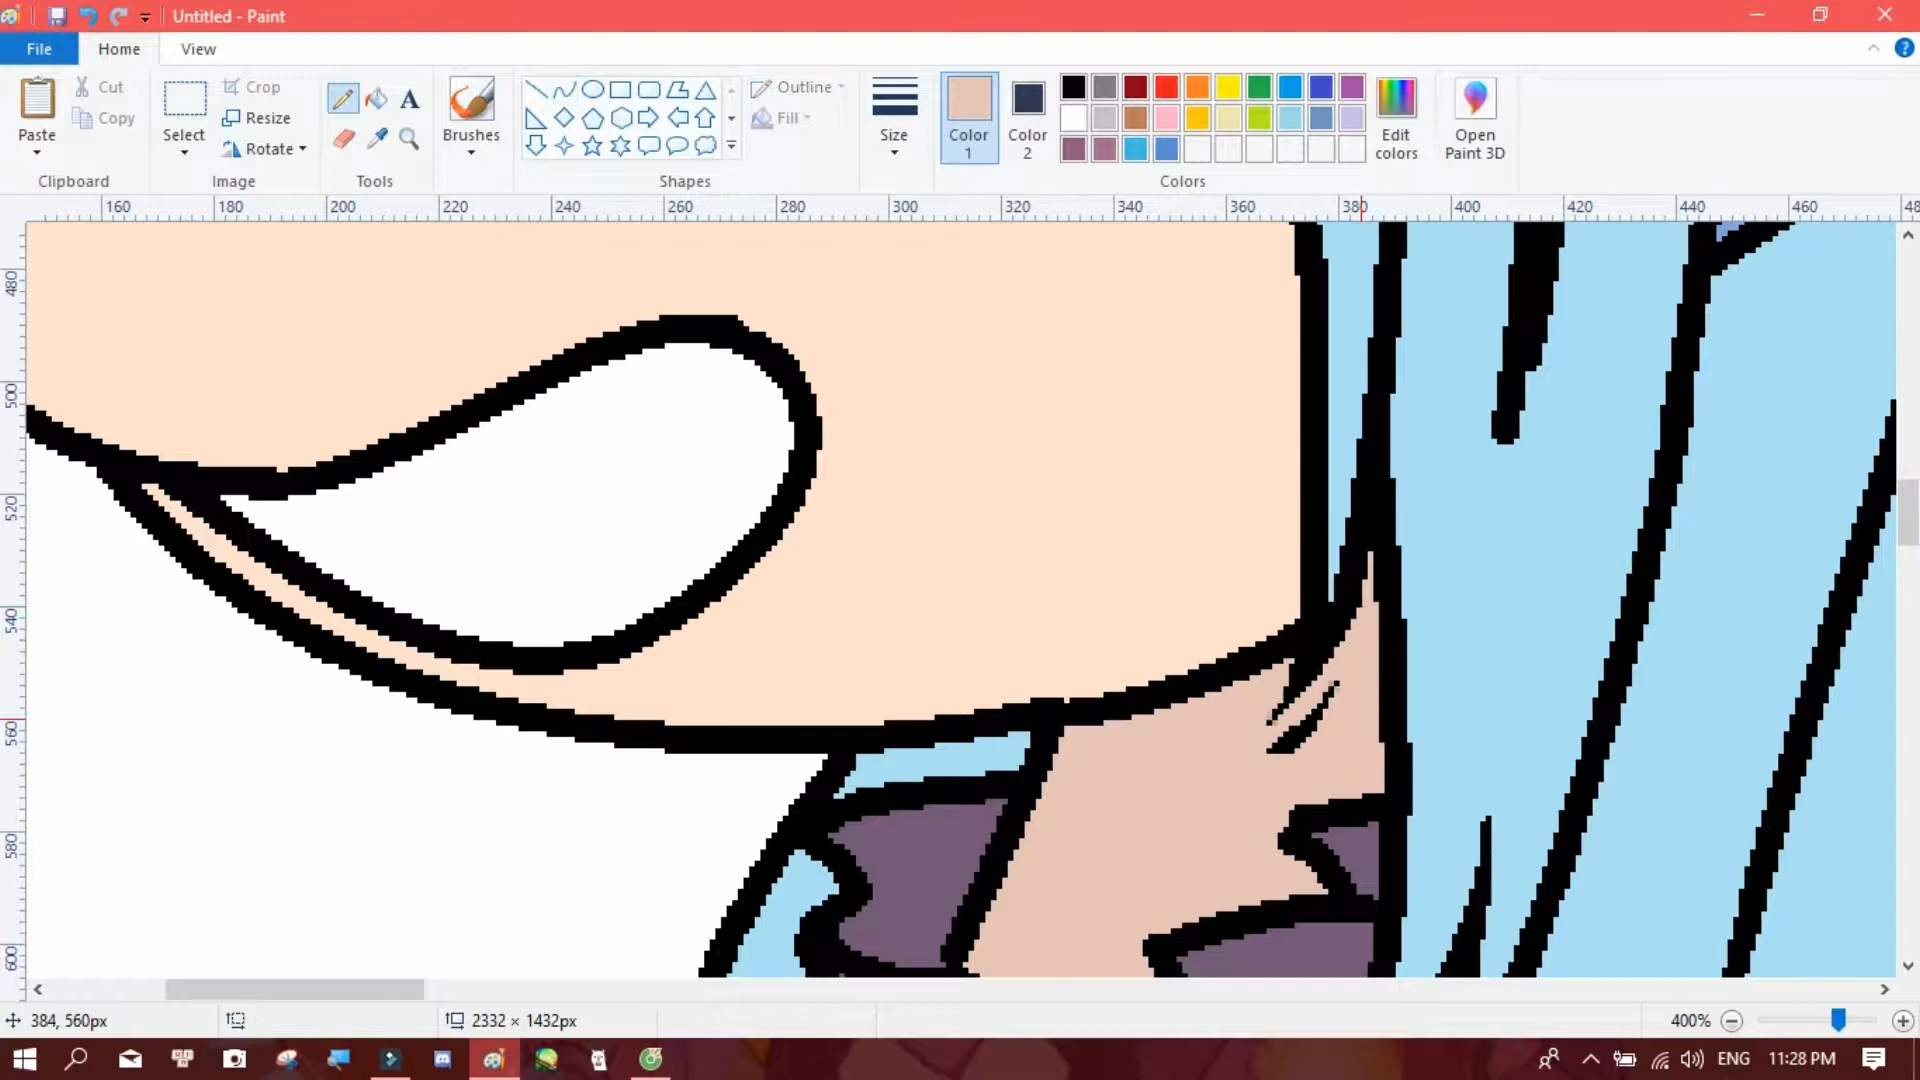 Untitled - Paint
File Home View
Paste
Cut
Copy
Clipboard
Select
Crop
Resize
Rotate
Image
A
Tools
Brushes
Outline
Fill
Shapes
Size
Color 1
Color 2
Edit colors
Open Paint 3D
Colors
160 180 200 220 240 260 280 300 320 340 360 380 400 420 440 460 48
480
500
520
540
560
580
600
384, 560px
2332 × 1432px
400%
ENG 11:28 PM